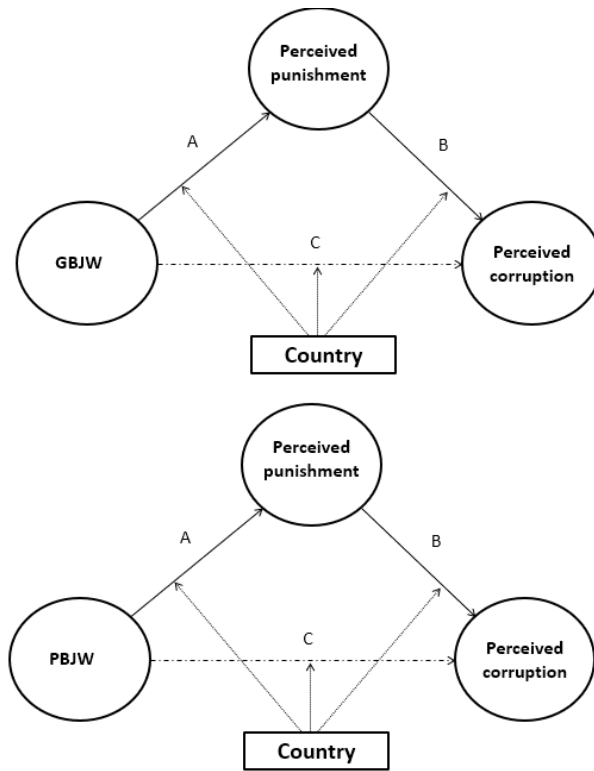 Perceived
punishment
A
B
GBJW
C
Perceived
corruption
Country
Perceived
punishment
A
B
PBJW
C
Perceived
corruption
Country